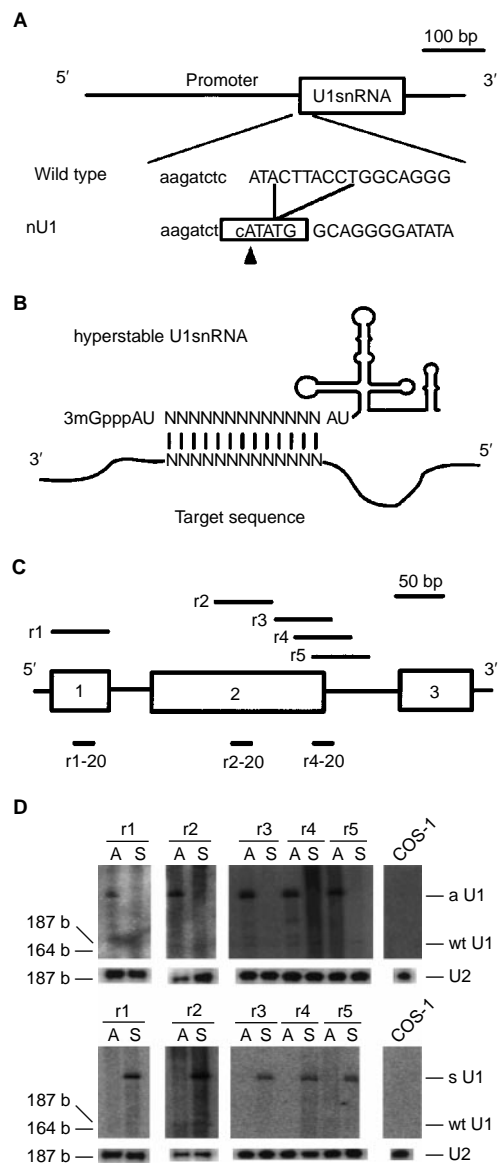 A
100 bp
5′ Promoter U1snRNA 3′
Wild type aagatctc ATACTTACCTGGCAGGG
nU1 aagatct cATATG GCAGGGGATATA
B
hyperstable U1snRNA
3mGpppAU NNNNNNNNNNNNN AU
3′ NNNNNNNNNNNNN 5′
Target sequence
C
50 bp
r2
r1 r3
r4
r5
5′ 1 2 3 3′
r1-20 r2-20 r4-20
D
r1 r2 r3 r4 r5 COS-1
A S A S A S A S A S
a U1
187 b
164 b wt U1
187 b U2
r1 r2 r3 r4 r5 COS-1
A S A S A S A S A S
s U1
187 b
164 b wt U1
187 b U2